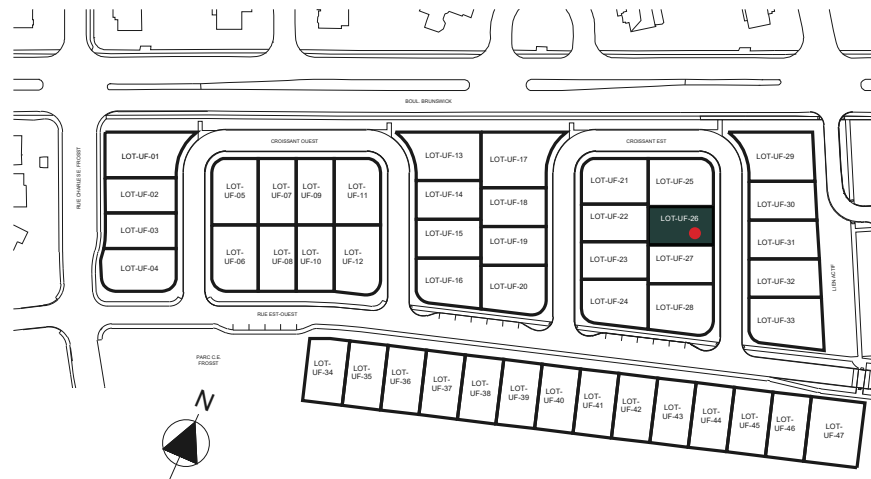 BOUL. BRUNSWICK
RUE CHARLES E. FROSST
CROISSANT OUEST
CROISSANT EST
LOT-UF-01
LOT-UF-02
LOT-UF-03
LOT-UF-04
LOT-
UF-05
LOT-
UF-07
LOT-
UF-09
LOT-
UF-11
LOT-
UF-06
LOT-
UF-08
LOT-
UF-10
LOT-
UF-12
LOT-UF-13
LOT-UF-14
LOT-UF-15
LOT-UF-16
LOT-UF-17
LOT-UF-18
LOT-UF-19
LOT-UF-20
LOT-UF-21
LOT-UF-22
LOT-UF-23
LOT-UF-24
LOT-UF-25
LOT-UF-26
LOT-UF-27
LOT-UF-28
LOT-UF-29
LOT-UF-30
LOT-UF-31
LOT-UF-32
LOT-UF-33
LIEN ACTIF
RUE EST-OUEST
PARC C.E.
FROSST
LOT-
UF-34
LOT-
UF-35
LOT-
UF-36
LOT-
UF-37
LOT-
UF-38
LOT-
UF-39
LOT-
UF-40
LOT-
UF-41
LOT-
UF-42
LOT-
UF-43
LOT-
UF-44
LOT-
UF-45
LOT-
UF-46
LOT-
UF-47
N